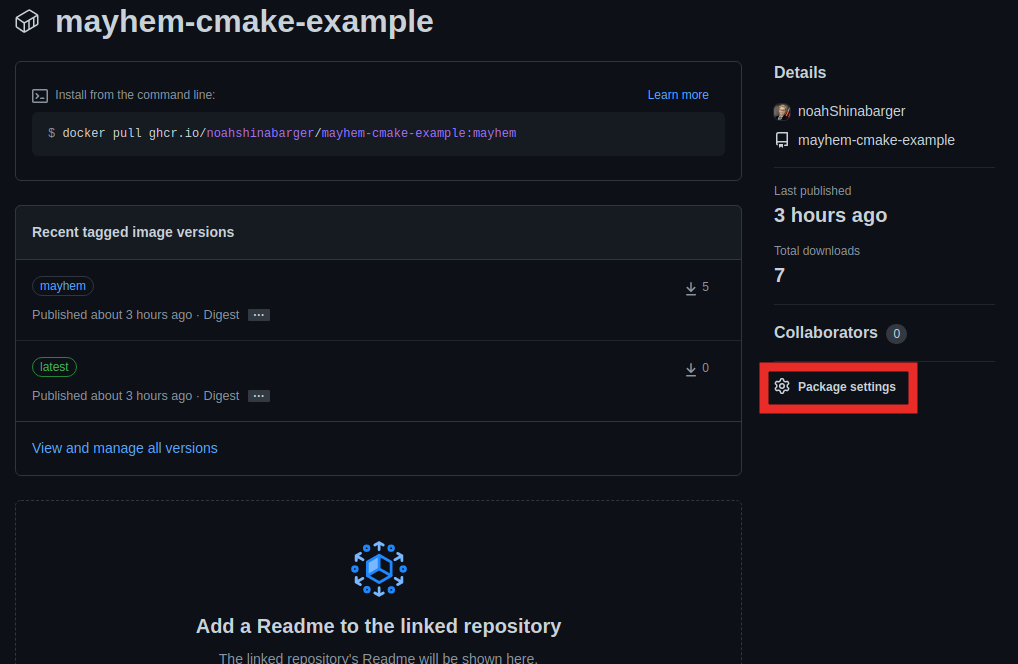 mayhem-cmake-example
Install from the command line:
Learn more
$ docker pull ghcr.io/noahshinabarger/mayhem-cmake-example:mayhem
Recent tagged image versions
mayhem
5
Published about 3 hours ago · Digest ···
latest
0
Published about 3 hours ago · Digest ···
View and manage all versions
Add a Readme to the linked repository
The linked repository's Readme will be shown here.
Details
noahShinabarger
mayhem-cmake-example
Last published
3 hours ago
Total downloads
7
Collaborators 0
Package settings